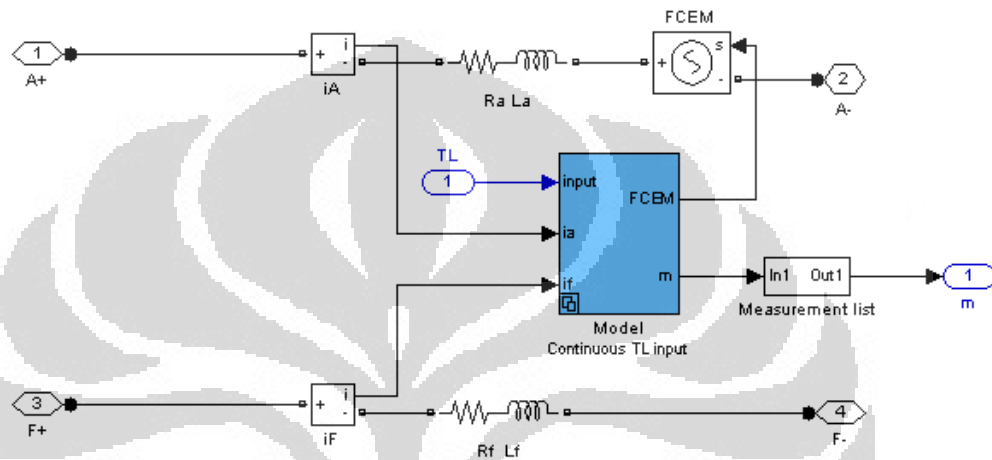 FCEM
1
A+
+
i
-
iA
Ra La
+
s
-
2
A-
TL
1
input
FCEM
ia
m
if
Model
Continuous TL input
In1 Out1
Measurement list
1
m
3
F+
+
i
-
iF
Rf Lf
4
F-